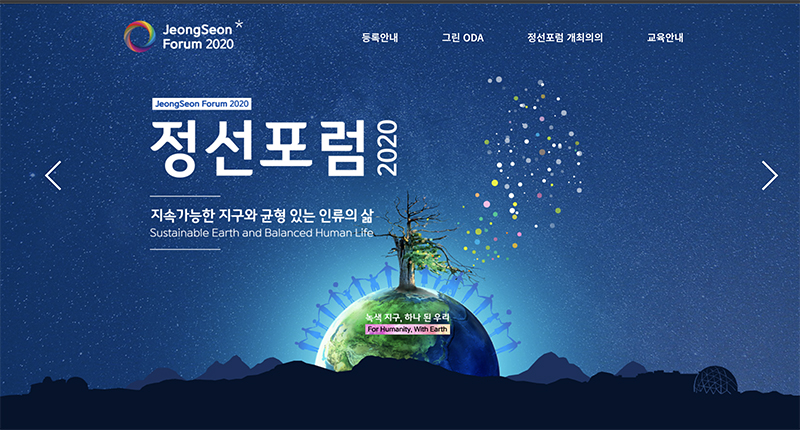 JeongSeon*
Forum 2020
등록안내
그린 ODA
정선포럼 개최의의
교육안내
JeongSeon Forum 2020
정선포럼
2020
지속가능한 지구와 균형 있는 인류의 삶
Sustainable Earth and Balanced Human Life
녹색 지구, 하나 된 우리
For Humanity, With Earth